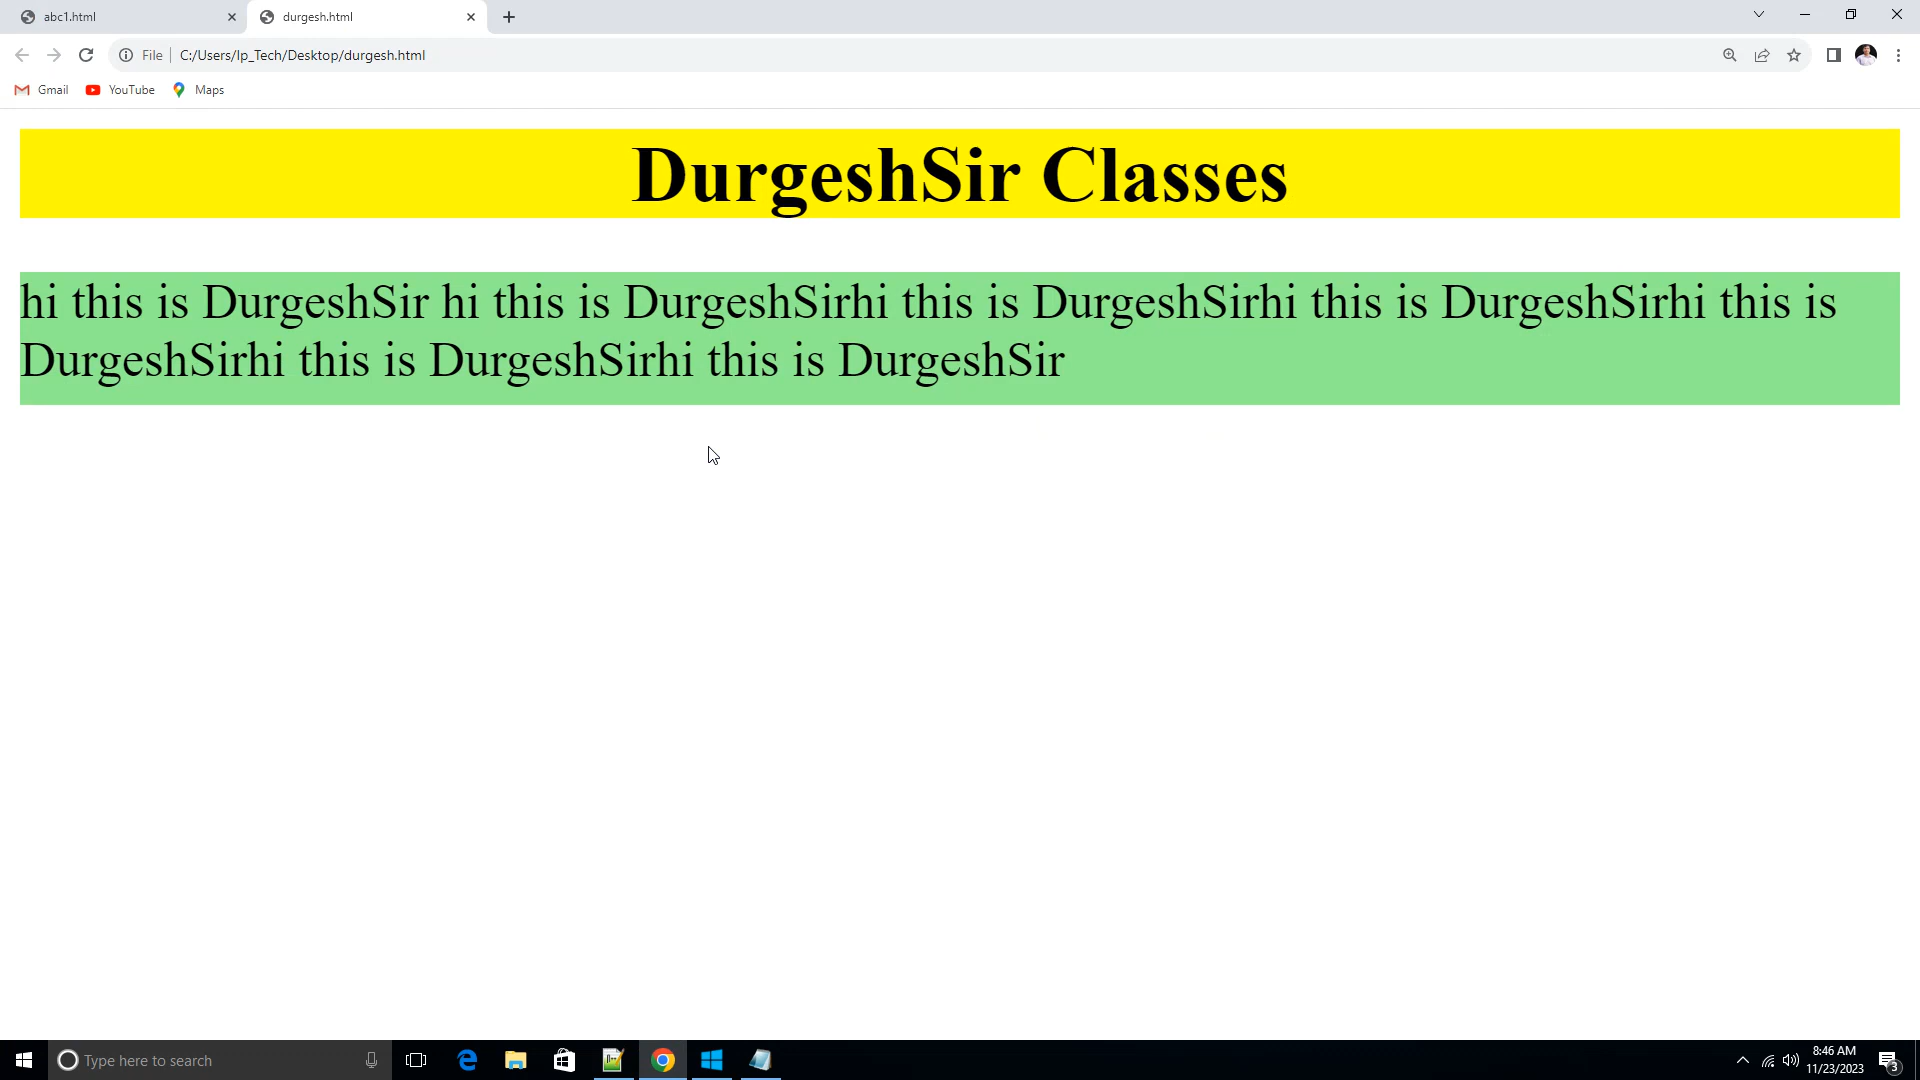 abc1.html
durgesh.html
File
C:/Users/Ip_Tech/Desktop/durgesh.html
Gmail
YouTube
Maps
DurgeshSir Classes
hi this is DurgeshSir hi this is DurgeshSirhi this is DurgeshSirhi this is DurgeshSirhi this is
DurgeshSirhi this is DurgeshSirhi this is DurgeshSir
Type here to search
8:46 AM
11/23/2023
3